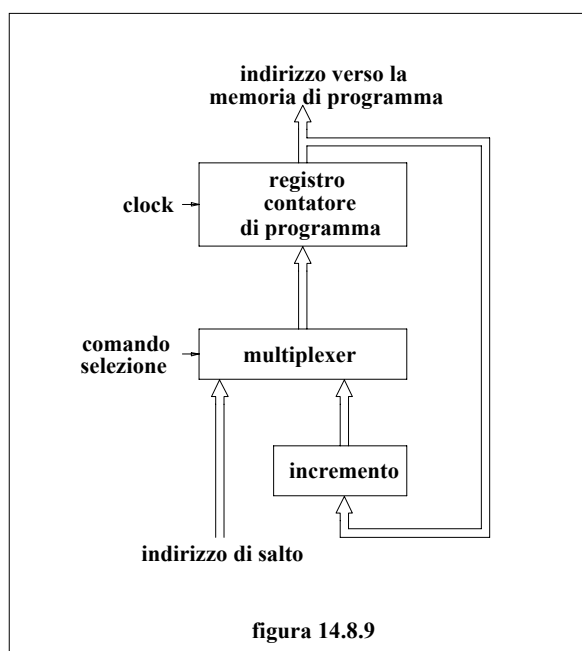 indirizzo verso la
memoria di programma
registro
contatore
di programma
clock
comando
selezione
multiplexer
incremento
indirizzo di salto
figura 14.8.9